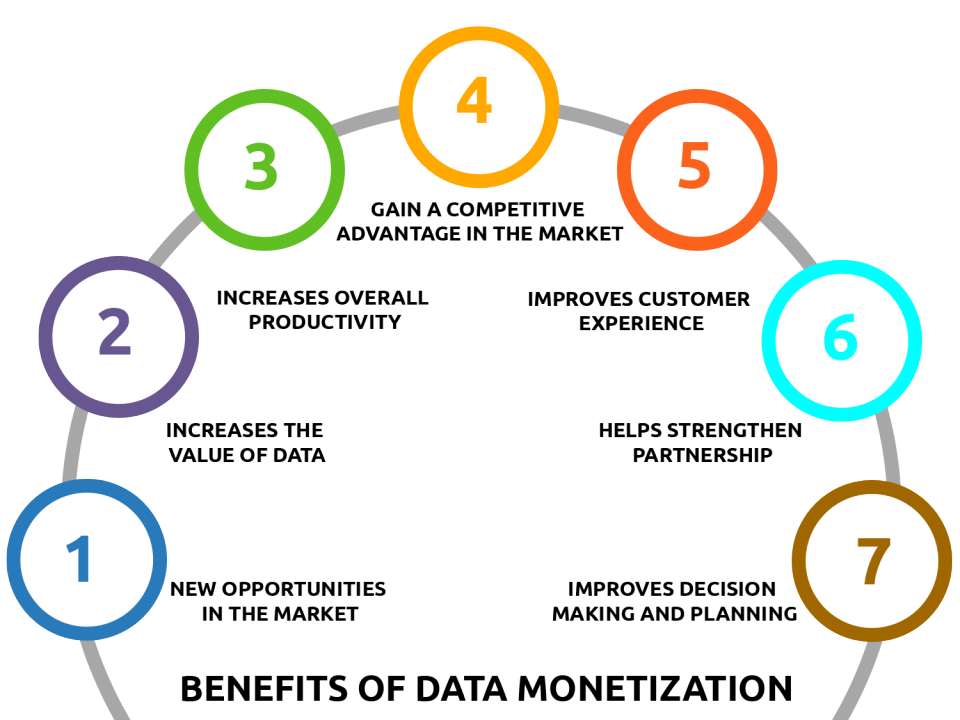 1
NEW OPPORTUNITIES
IN THE MARKET
2
INCREASES THE
VALUE OF DATA
3
INCREASES OVERALL
PRODUCTIVITY
4
GAIN A COMPETITIVE
ADVANTAGE IN THE MARKET
5
IMPROVES CUSTOMER
EXPERIENCE
6
HELPS STRENGTHEN
PARTNERSHIP
7
IMPROVES DECISION
MAKING AND PLANNING
BENEFITS OF DATA MONETIZATION